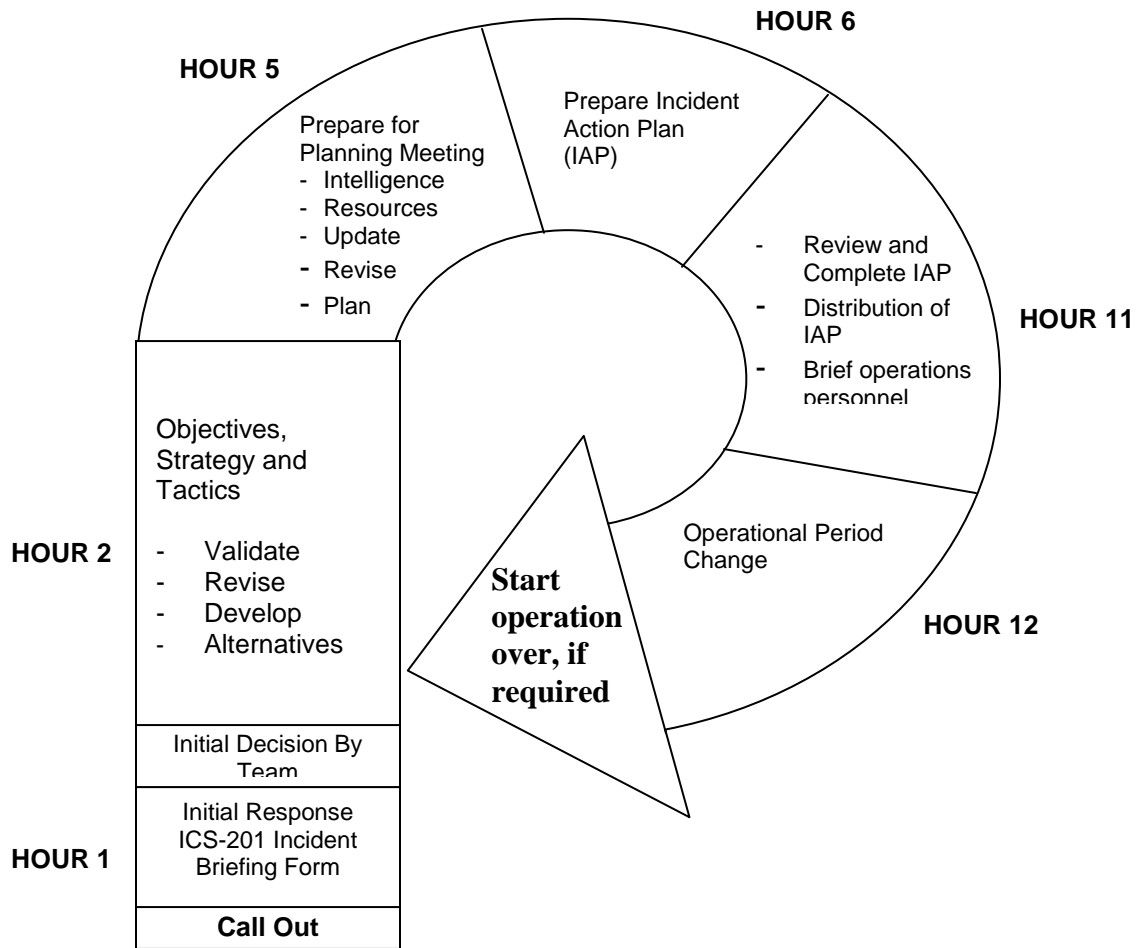 HOUR 6
HOUR 5
Prepare Incident
Action Plan
(IAP)
Prepare for
Planning Meeting
- Intelligence
- Resources
- Update
- Revise
- Plan
- Review and
Complete IAP
- Distribution of
IAP
- Brief operations
personnel
HOUR 11
Objectives,
Strategy and
Tactics
- Validate
- Revise
- Develop
- Alternatives
HOUR 2
Operational Period
Change
HOUR 12
Start
operation
over, if
required
Initial Decision By
Team
Initial Response
ICS-201 Incident
Briefing Form
HOUR 1
Call Out